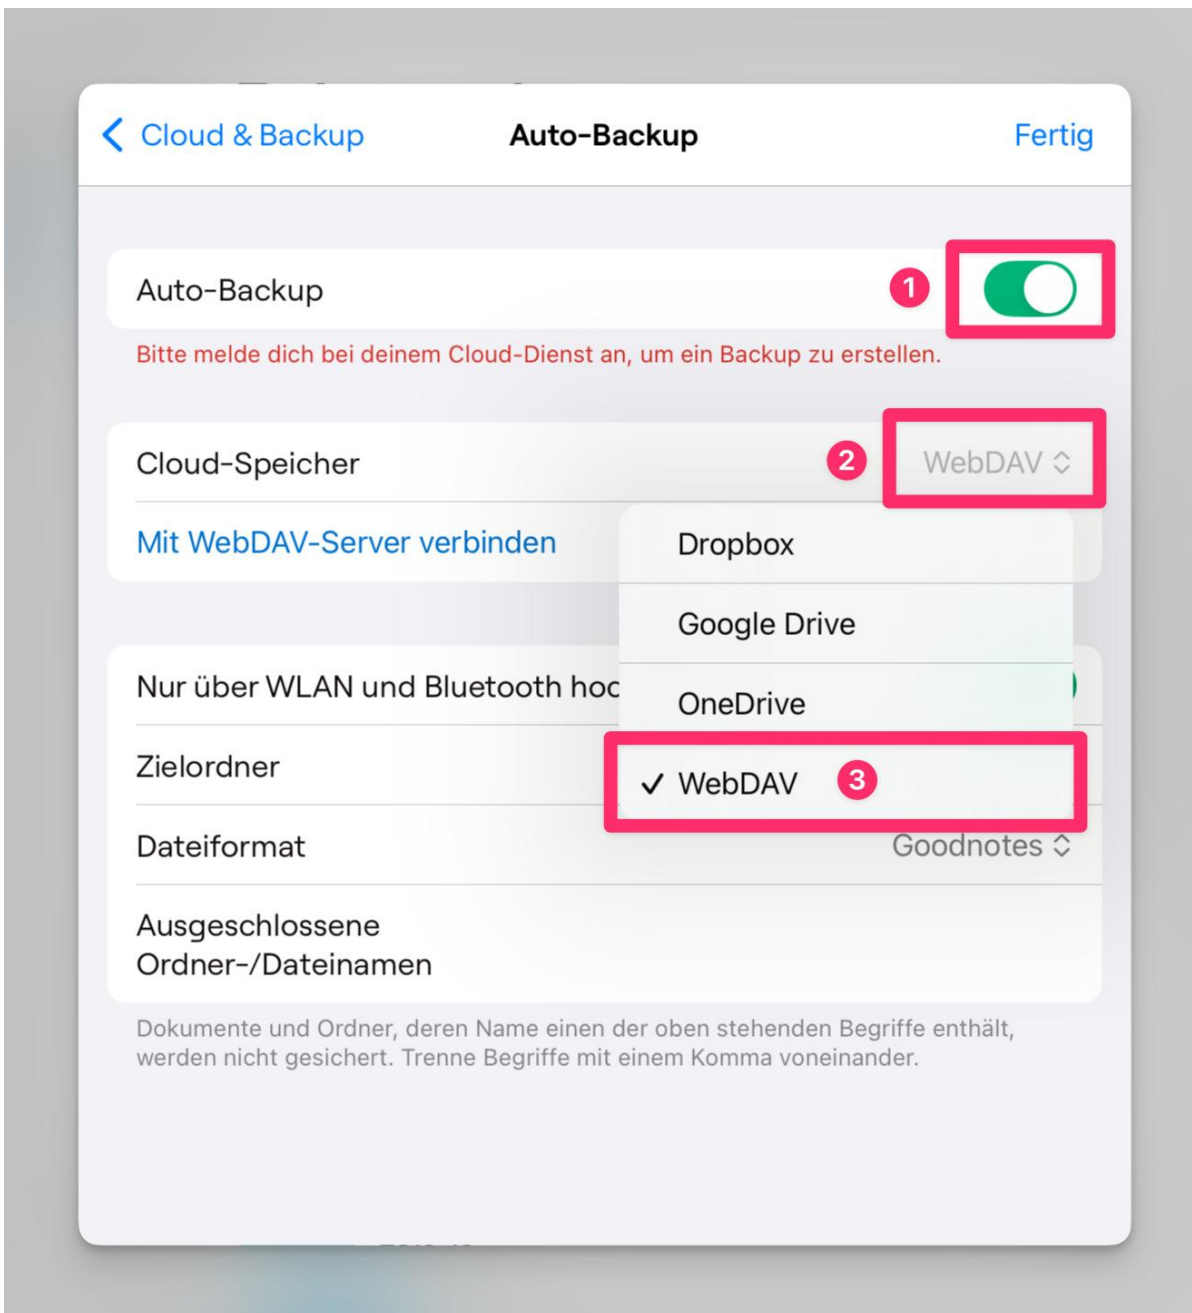 Cloud & Backup
Auto-Backup
Fertig
Auto-Backup
1
Bitte melde dich bei deinem Cloud-Dienst an, um ein Backup zu erstellen.
Cloud-Speicher
2
WebDAV
Mit WebDAV-Server verbinden
Dropbox
Google Drive
Nur über WLAN und Bluetooth
OneDrive
Zielordner
WebDAV
3
Dateiformat
Goodnotes
Ausgeschlossene
Ordner-/Dateinamen
Dokumente und Ordner, deren Name einen der oben stehenden Begriffe enthält,
werden nicht gesichert. Trenne Begriffe mit einem Komma voneinander.